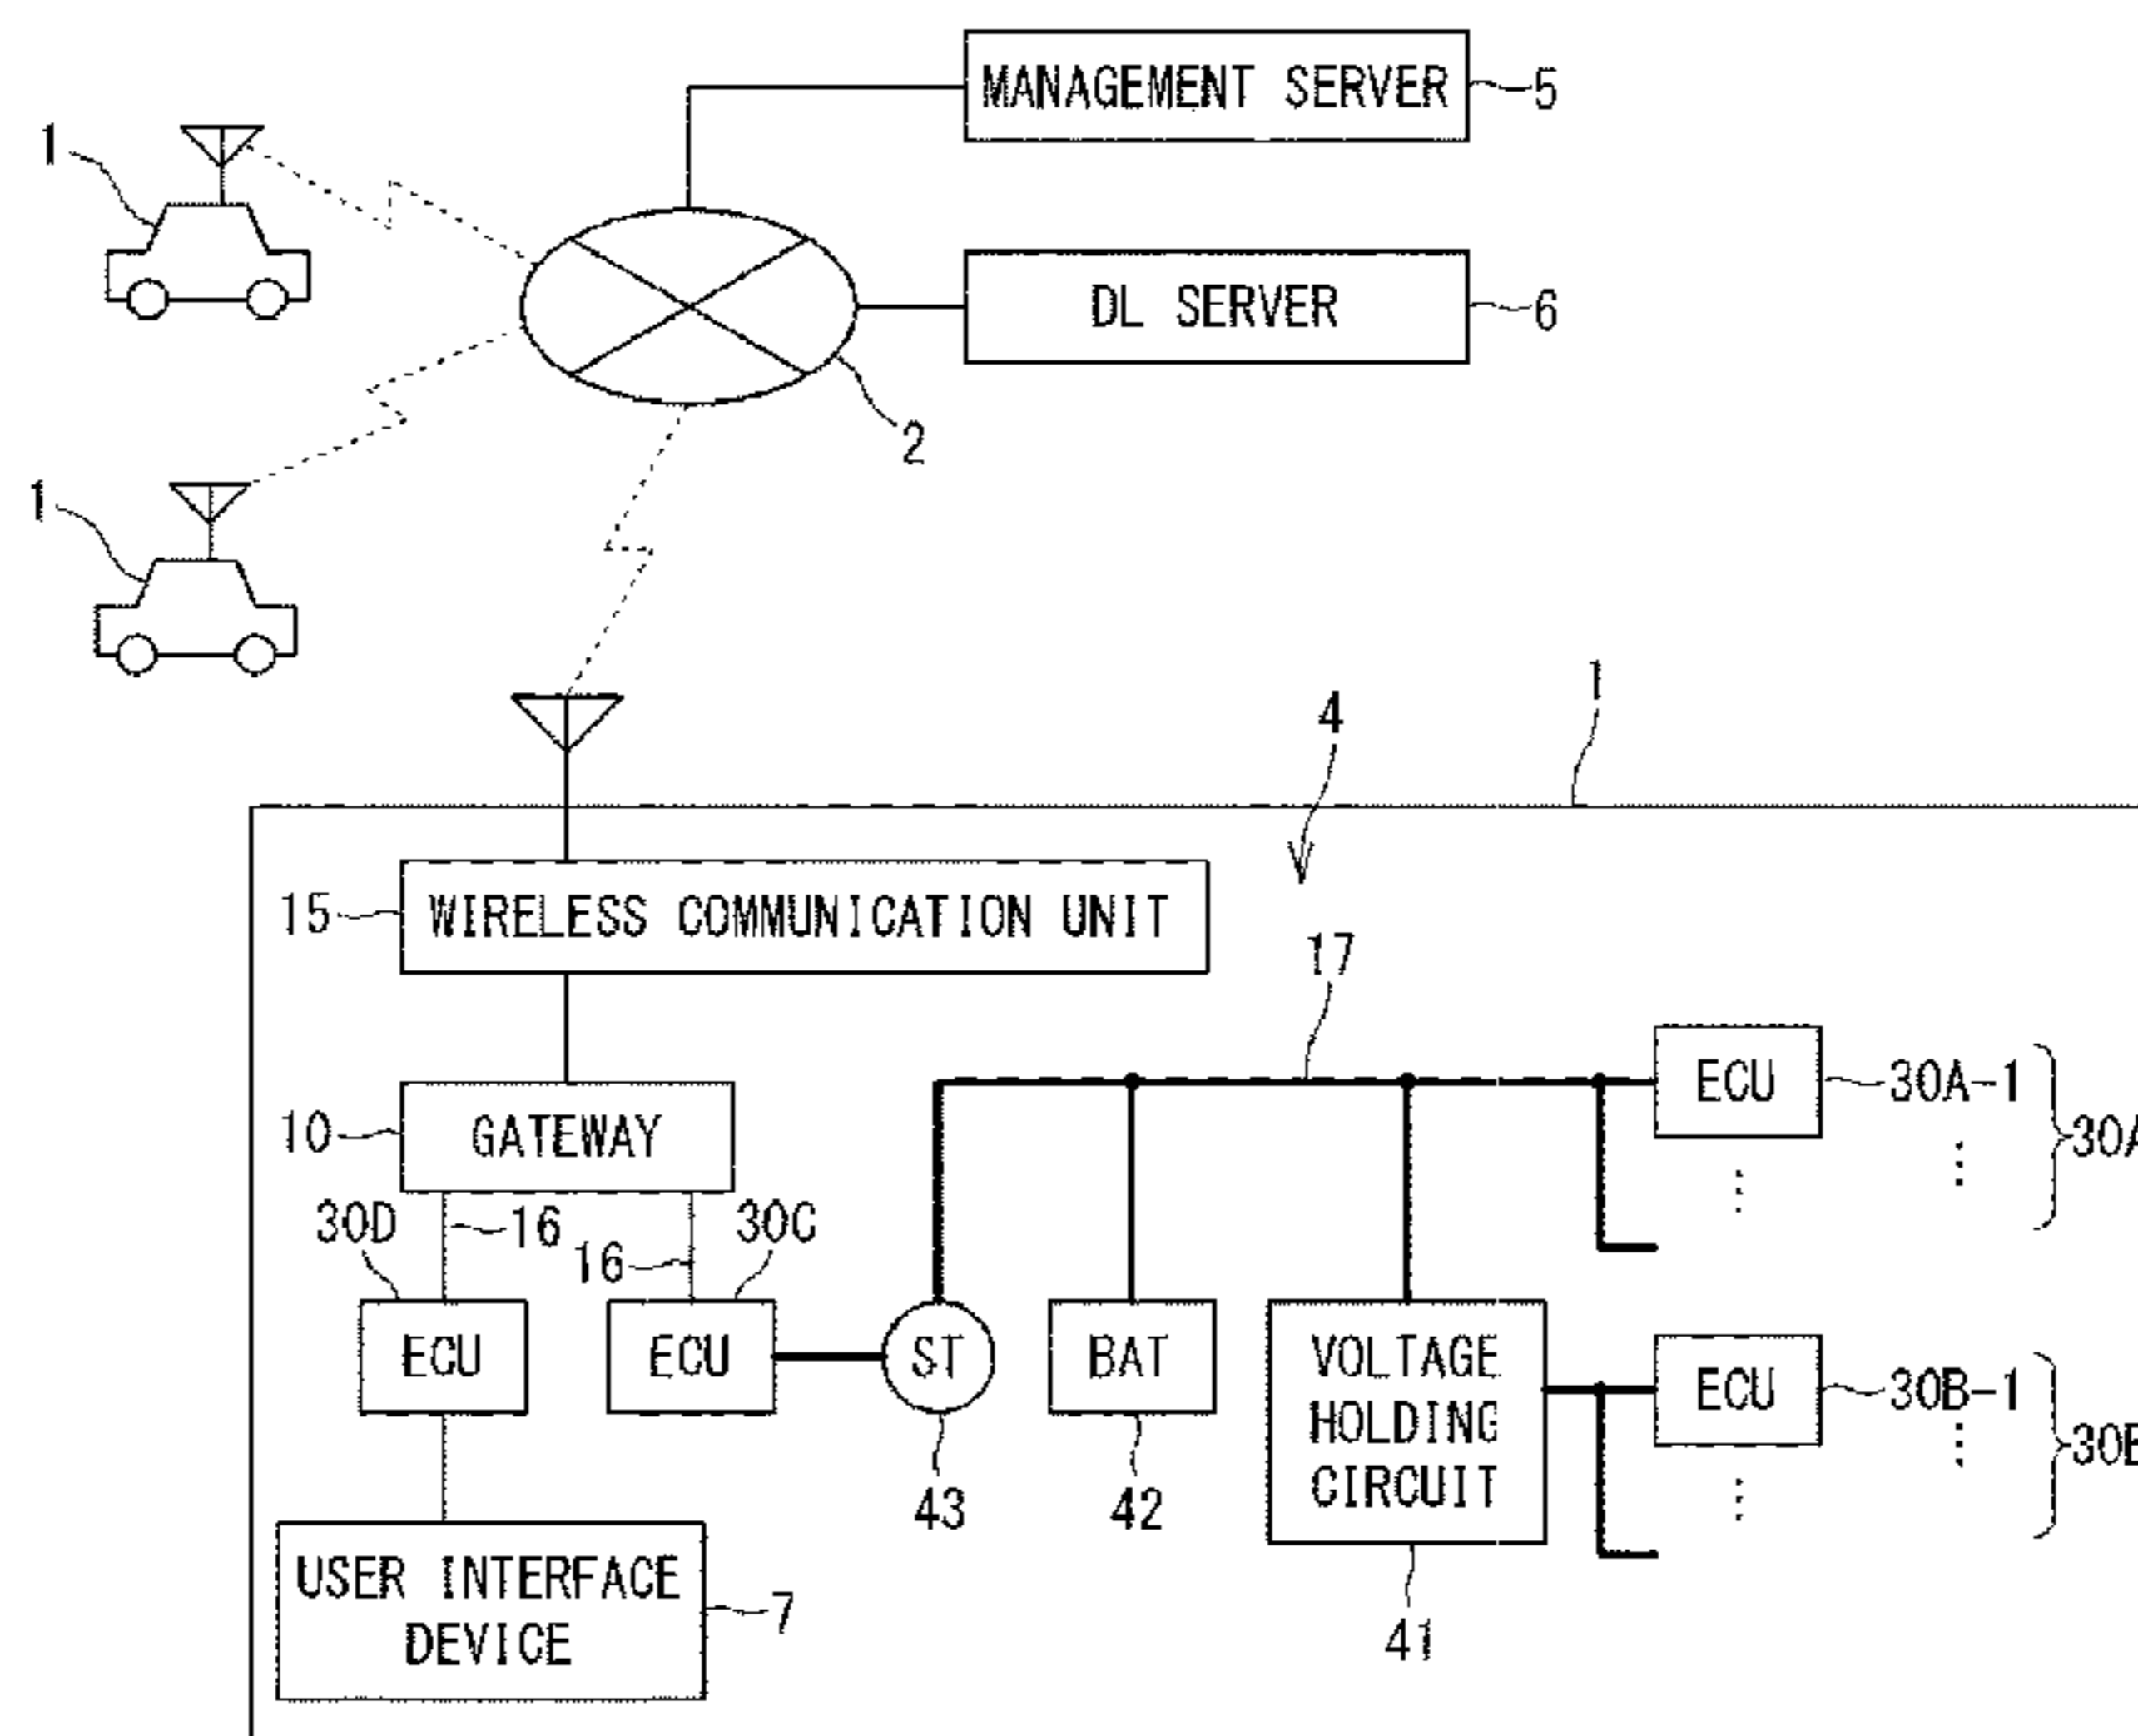 MANAGEMENT SERVER
5
1
DL SERVER
6
2
1
1
4
15
WIRELESS COMMUNICATION UNIT
17
ECU
30A-1
30A
10
GATEWAY
30D
16
16
30C
ECU
ECU
ST
BAT
VOLTAGE
HOLDING
CIRCUIT
ECU
30B-1
30B
43
42
41
USER INTERFACE
DEVICE
7